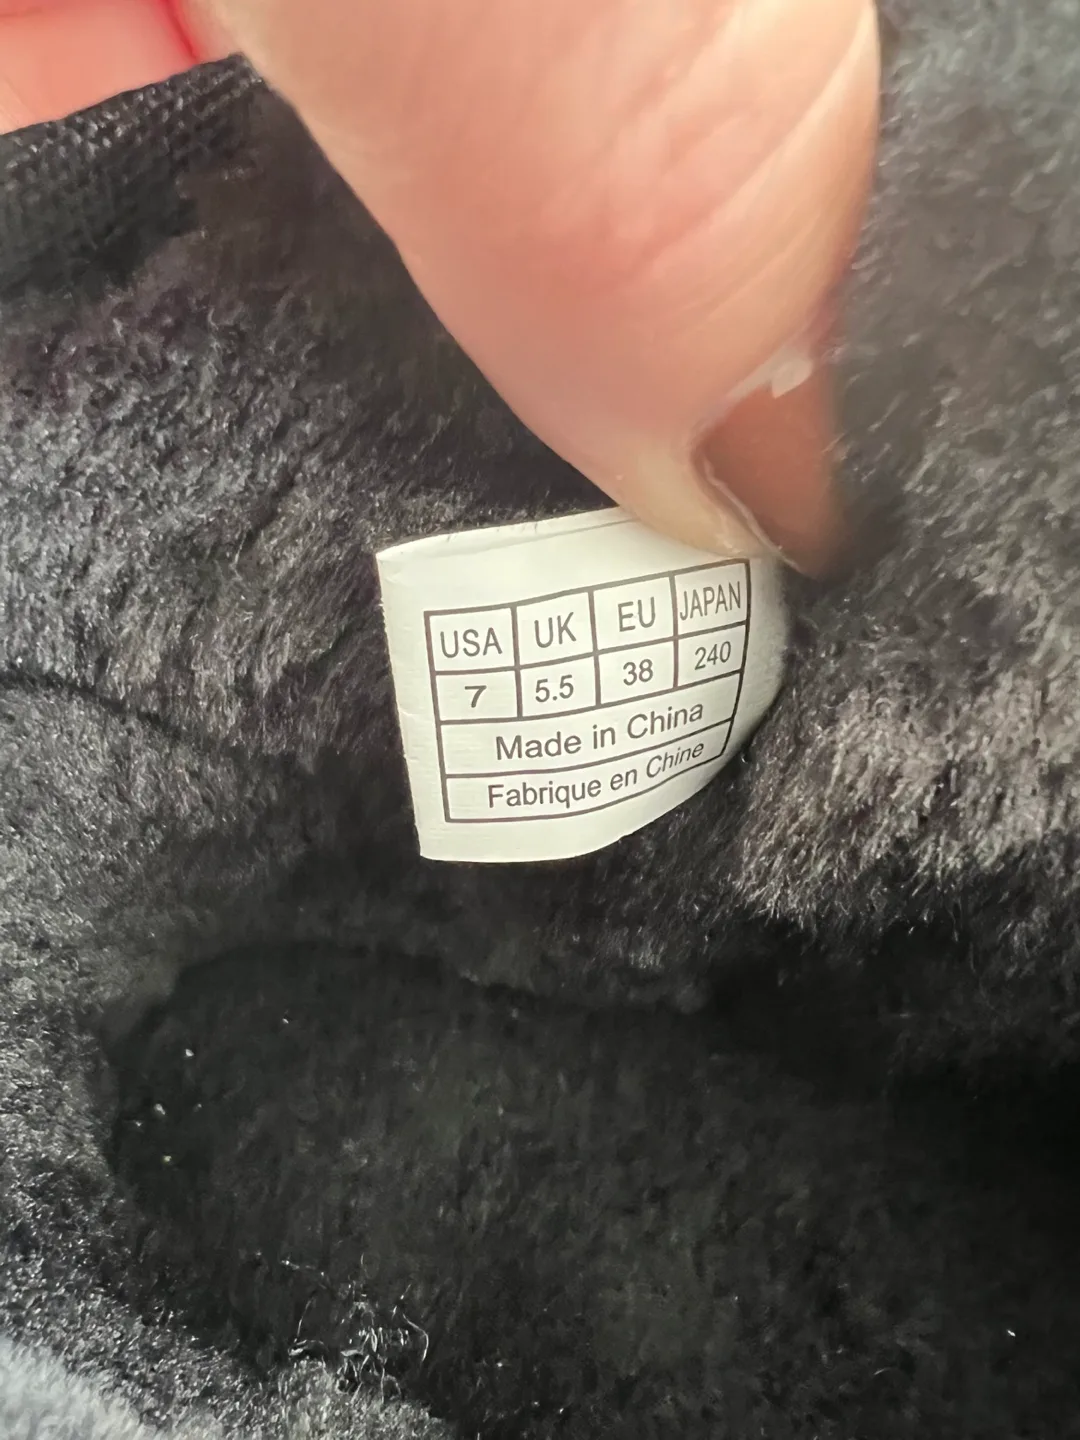 USA UK EU JAPAN
7 5.5 38 240
Made in China
Fabrique en Chine